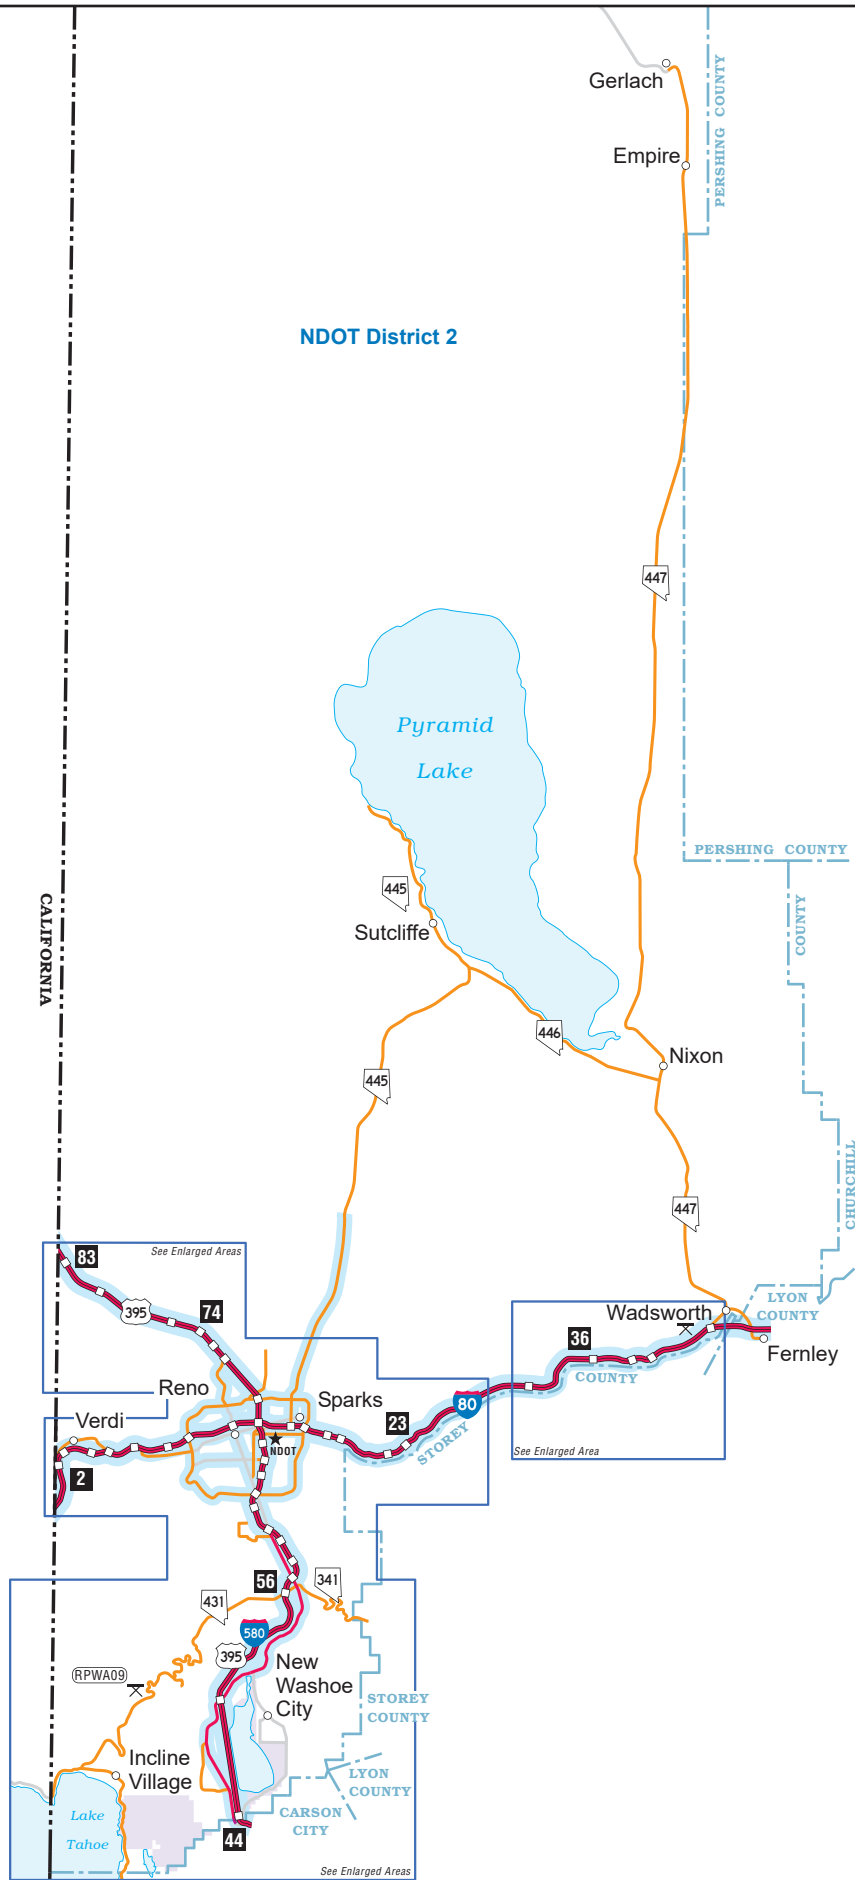 Gerlach
PERSHING COUNTY
Empire
NDOT District 2
447
Pyramid
Lake
PERSHING COUNTY
CALIFORNIA
445
COUNTY
Sutcliffe
446
Nixon
445
CHURCHILL
447
83
See Enlarged Areas
395
74
LYON
COUNTY
Wadsworth
36
Fernley
COUNTY
Reno
Sparks
80
Verdi
23
STOREY
NDOT
See Enlarged Area
2
56
341
431
580
395
New
Washoe
City
RPWA09
STOREY
COUNTY
Incline
Village
LYON
COUNTY
CARSON
CITY
Lake
Tahoe
44
See Enlarged Areas